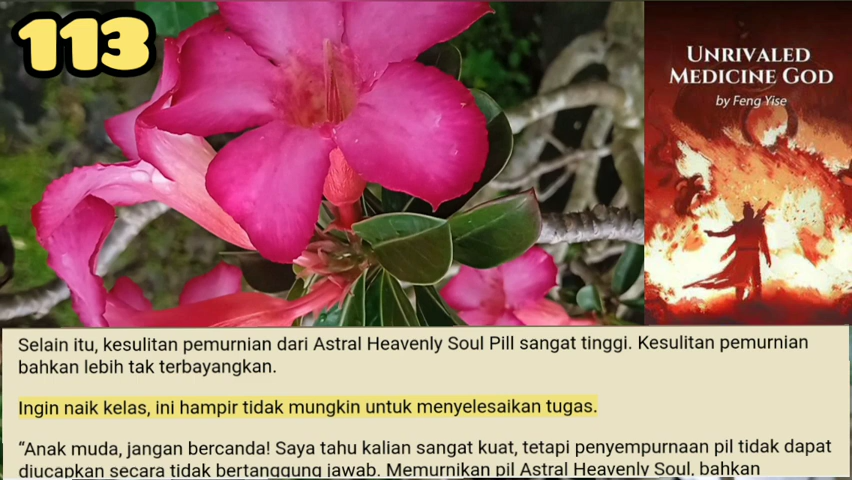 113
UNRIVALED
MEDICINE GOD
by Feng Yise
Selain itu, kesulitan pemurnian dari Astral Heavenly Soul Pill sangat tinggi. Kesulitan pemurnian
bahkan lebih tak terbayangkan.
Ingin naik kelas, ini hampir tidak mungkin untuk menyelesaikan tugas.
“Anak muda, jangan bercanda! Saya tahu kalian sangat kuat, tetapi penyempurnaan pil tidak dapat
diucapkan secara tidak bertanggung jawab. Memurnikan pil Astral Heavenly Soul, bahkan